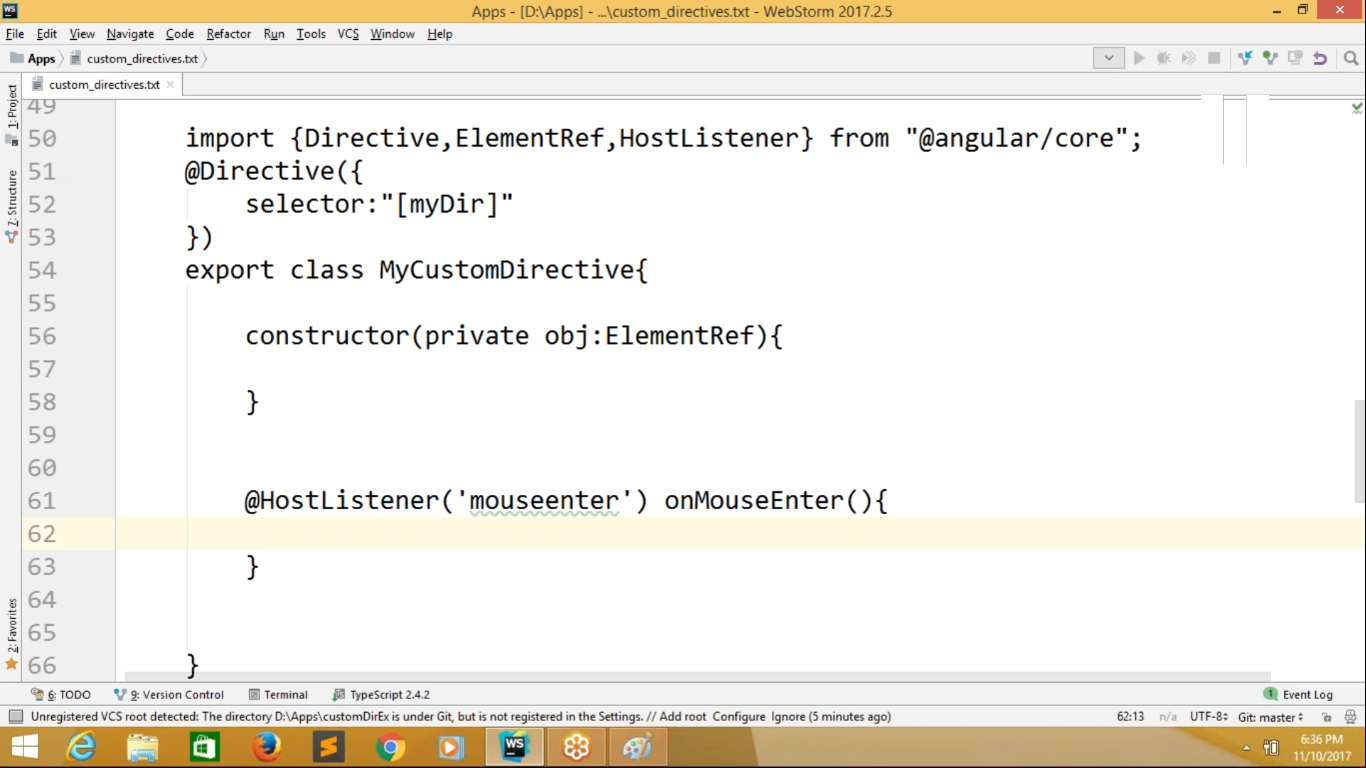 WS
Apps - [D:\Apps] - ...\custom_directives.txt - WebStorm 2017.2.5
File Edit View Navigate Code Refactor Run Tools VCS Window Help
Apps custom_directives.txt
custom_directives.txt
1: Project
7: Structure
2: Favorites
49
50 import {Directive,ElementRef,HostListener} from "@angular/core";
51 @Directive({
52 selector:"[myDir]"
53 })
54 export class MyCustomDirective{
55
56 constructor(private obj:ElementRef){
57
58 }
59
60
61 @HostListener('mouseenter') onMouseEnter(){
62
63 }
64
65
66 }
6: TODO 9: Version Control Terminal TypeScript 2.4.2 1 Event Log
Unregistered VCS root detected: The directory D:\Apps\customDirEx is under Git, but is not registered in the Settings. // Add root Configure Ignore (5 minutes ago) 62:13 n/a UTF-8 Git: master
WS
6:36 PM
11/10/2017